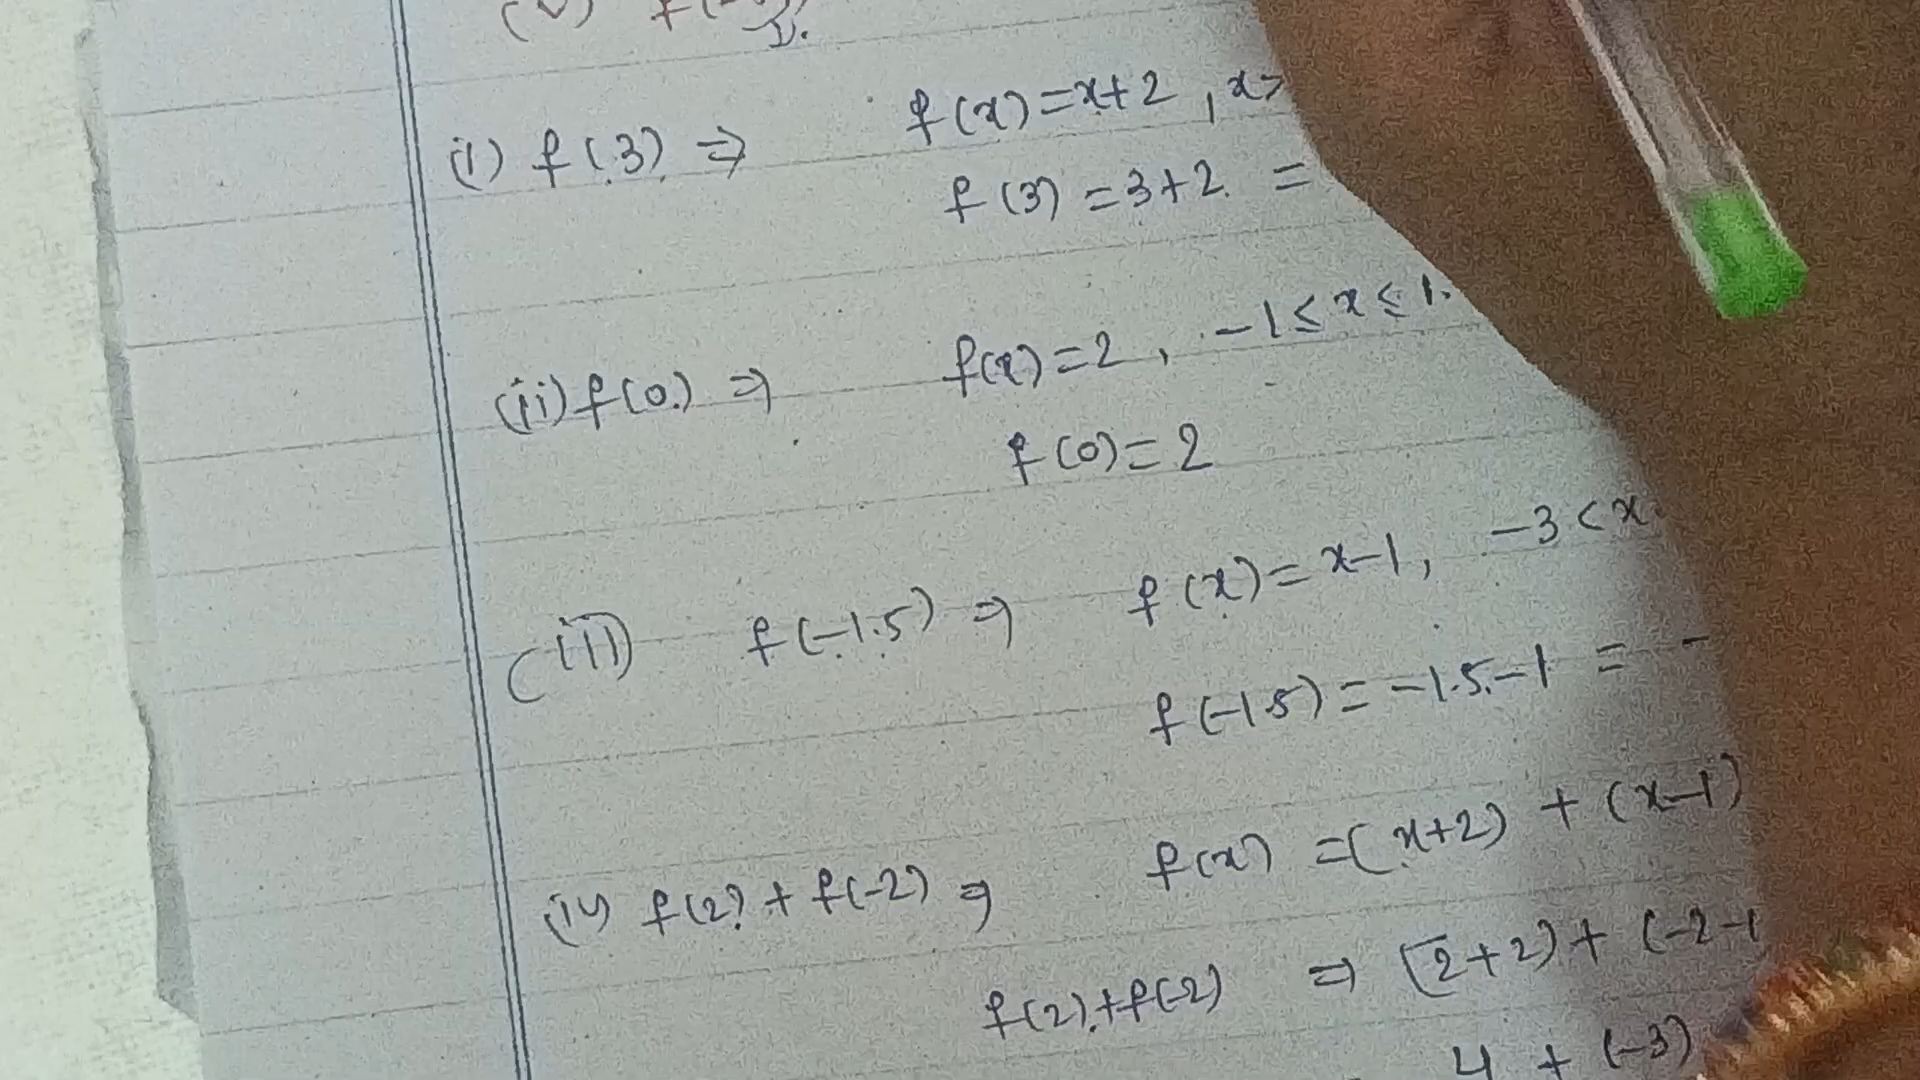 (v) f(
(i) f(3) ⇒ f(x) = x+2 , x>
f(3) = 3+2. =
(ii) f(0.) ⇒ f(x) = 2 , -1 ≤ x ≤ 1.
f(0) = 2
(iii) f(-1.5) ⇒ f(x) = x-1, -3 < x
f(-1.5) = -1.5.-1 = -
(iv) f(2) + f(-2) ⇒ f(x) = (x+2) + (x-1)
f(2).+f(-2) ⇒ (2+2) + (-2-1
4 + (-3)